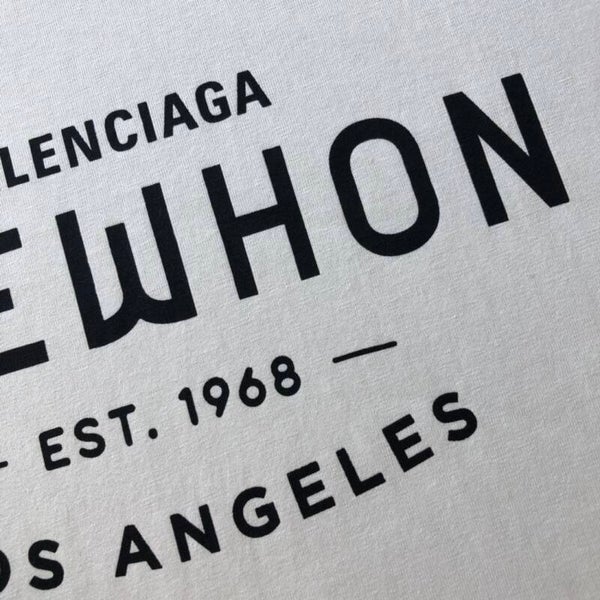 LENCIAGA
EWHON
— EST. 1968 —
OS ANGELES